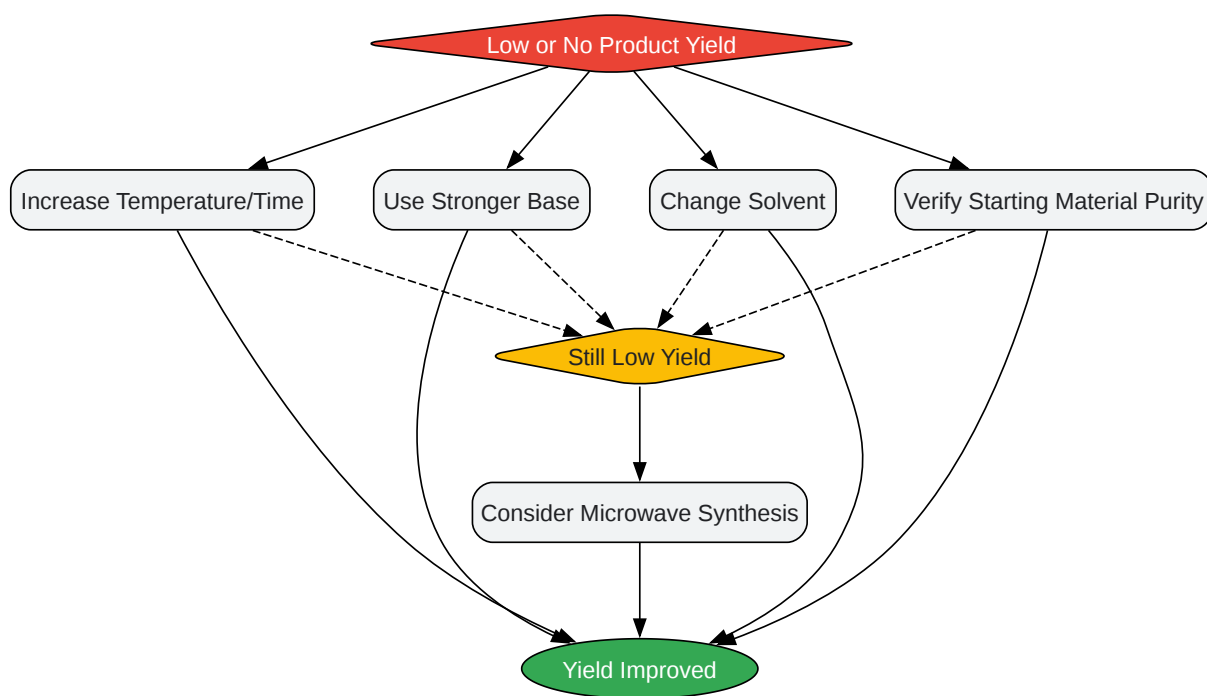 Low or No Product Yield
Increase Temperature/Time
Use Stronger Base
Change Solvent
Verify Starting Material Purity
Still Low Yield
Consider Microwave Synthesis
Yield Improved